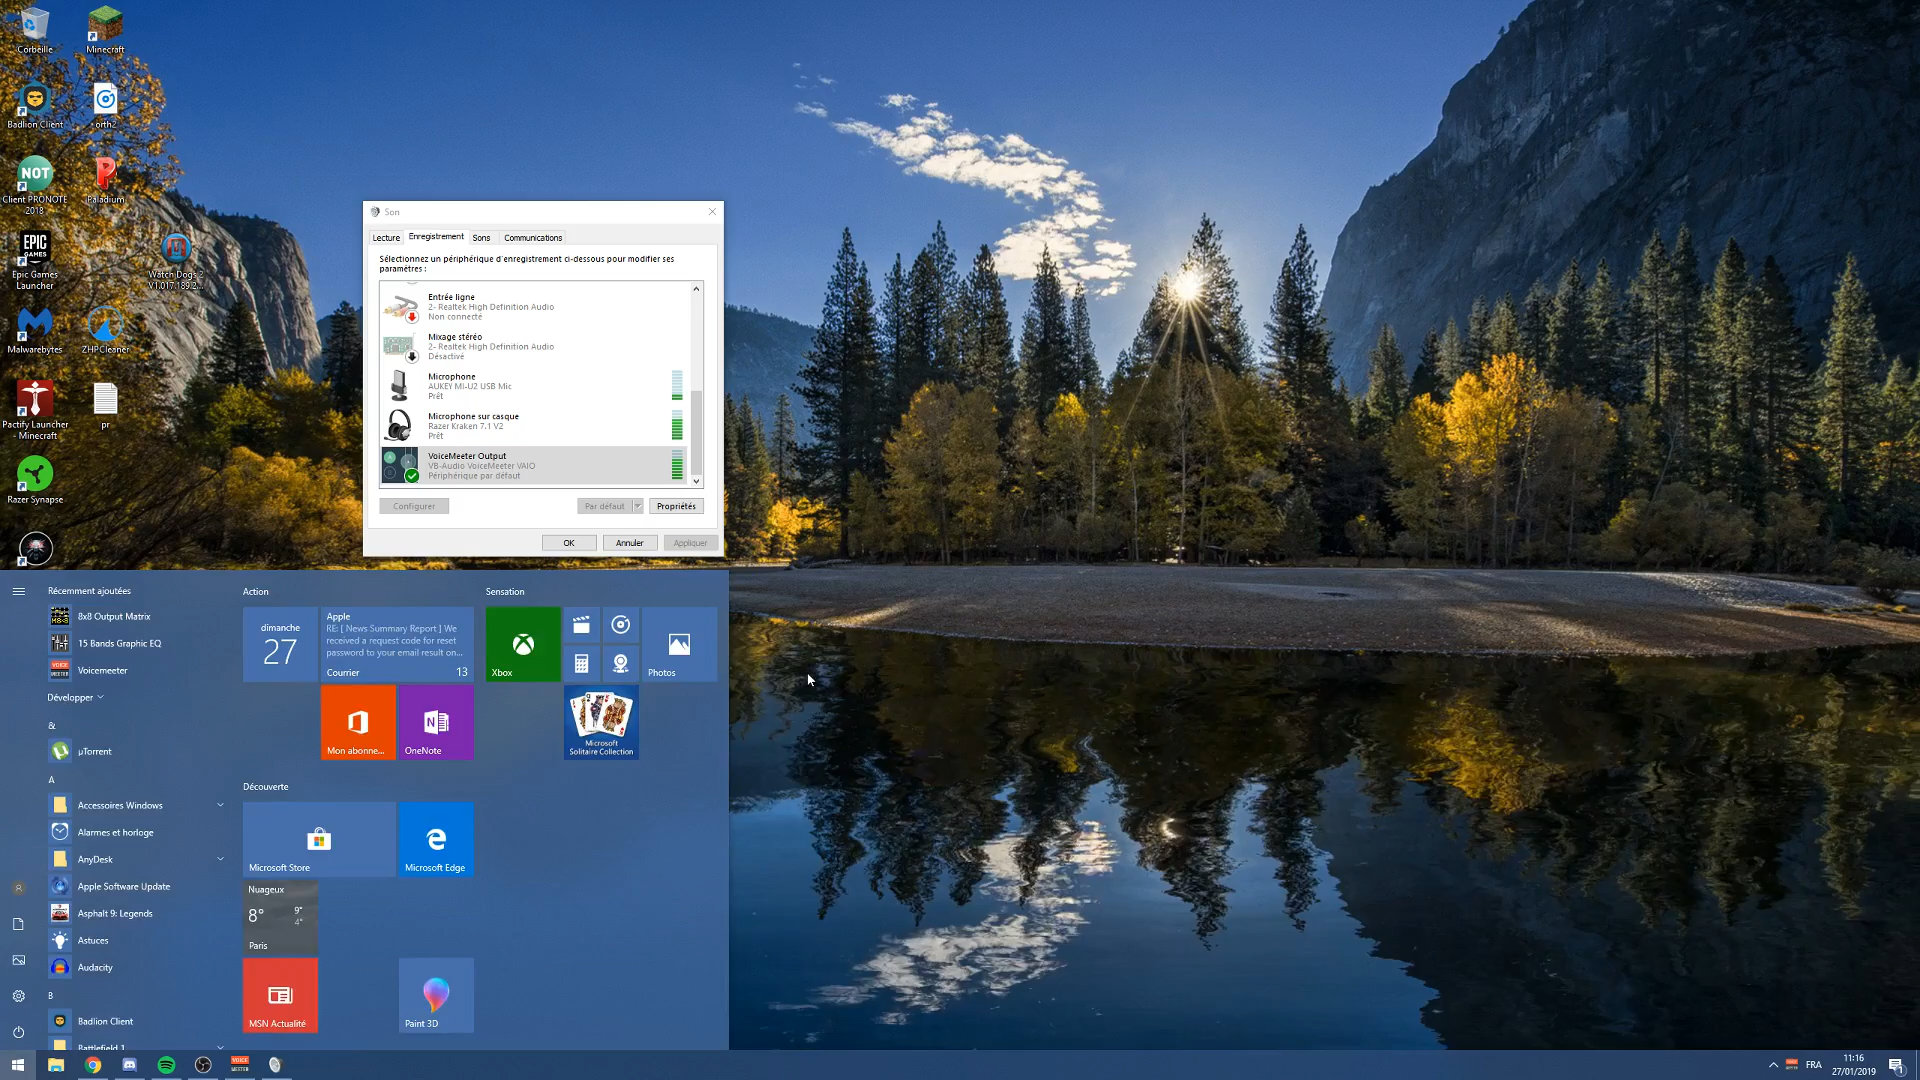 Corbeille
Minecraft
Badlion Client
orth2
NOT
Client PRONOTE
2018
Paladium
EPIC
GAMES
Epic Games
Launcher
Watch Dogs 2
V1.017.189.2...
Malwarebytes
ZHPCleaner
Pactify Launcher
- Minecraft
pr
Razer Synapse
Son
Lecture
Enregistrement
Sons
Communications
Sélectionnez un périphérique d'enregistrement ci-dessous pour modifier ses
paramètres :
Entrée ligne
2- Realtek High Definition Audio
Non connecté
Mixage stéréo
2- Realtek High Definition Audio
Désactivé
Microphone
AUKEY MI-U2 USB Mic
Prêt
Microphone sur casque
Razer Kraken 7.1 V2
Prêt
VoiceMeeter Output
VB-Audio VoiceMeeter VAIO
Périphérique par défaut
Configurer
Par défaut
Propriétés
OK
Annuler
Appliquer
Récemment ajoutées
8x8 Output Matrix
15 Bands Graphic EQ
Voicemeeter
Développer
&
µTorrent
A
Accessoires Windows
Alarmes et horloge
AnyDesk
Apple Software Update
Asphalt 9: Legends
Astuces
Audacity
B
Badlion Client
Battlefield 1
Action
dimanche
27
Apple
RE: [ News Summary Report ] We
received a request code for reset
password to your email result on...
Courrier
13
Mon abonne...
OneNote
Sensation
Xbox
Photos
Microsoft
Solitaire Collection
Découverte
Microsoft Store
Microsoft Edge
Nuageux
8°
9°
4°
Paris
MSN Actualité
Paint 3D
VOICE
MEETER
FRA
11:16
27/01/2019
1